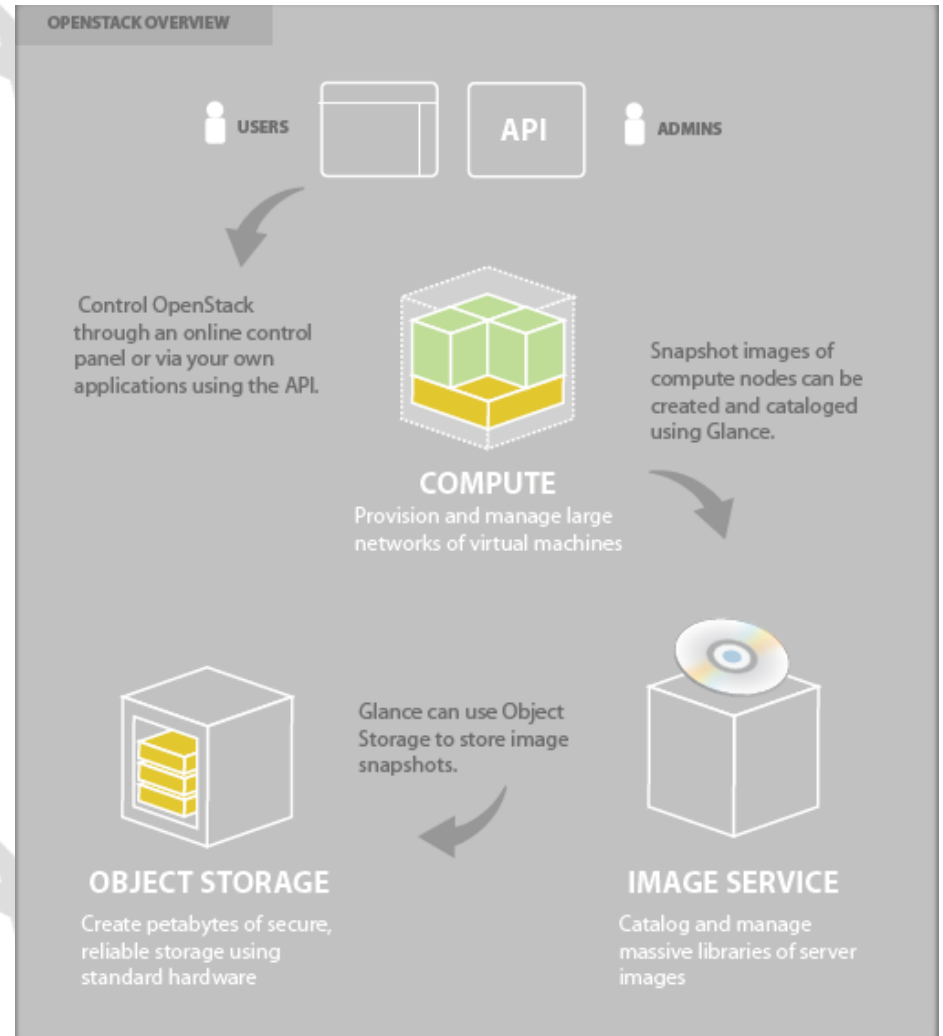 OPENSTACK OVERVIEW
USERS
API
ADMINS
Control OpenStack
through an online control
panel or via your own
applications using the API.
Snapshot images of
compute nodes can be
created and cataloged
using Glance.
COMPUTE
Provision and manage large
networks of virtual machines
Glance can use Object
Storage to store image
snapshots.
OBJECT STORAGE
Create petabytes of secure,
reliable storage using
standard hardware
IMAGE SERVICE
Catalog and manage
massive libraries of server
images